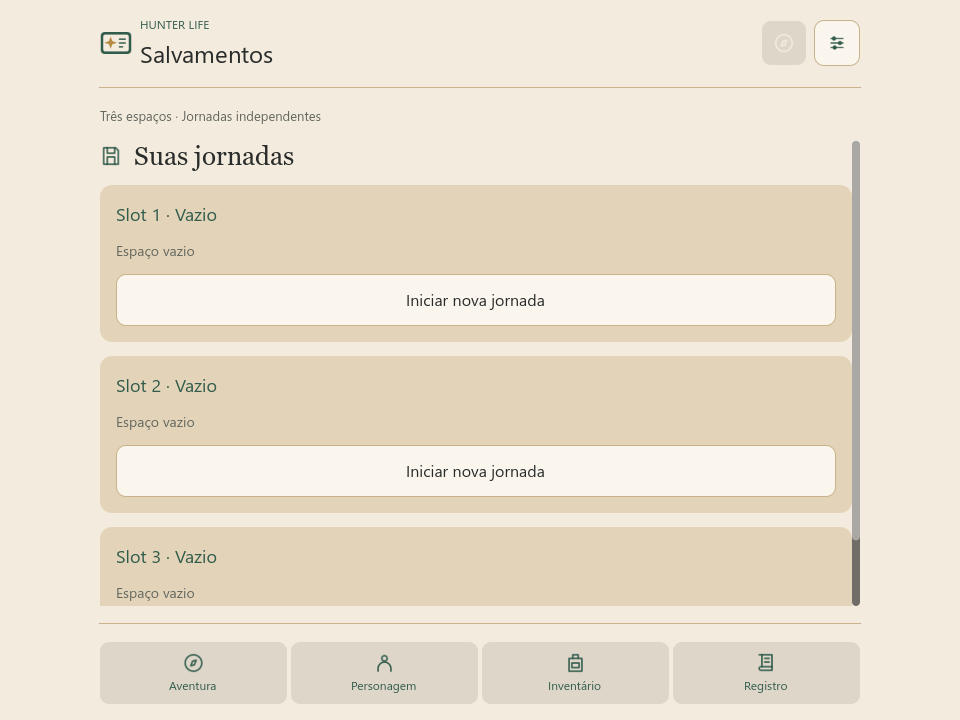 HUNTER LIFE
Salvamentos
Três espaços · Jornadas independentes
Suas jornadas
Slot 1 · Vazio
Espaço vazio
Iniciar nova jornada
Slot 2 · Vazio
Espaço vazio
Iniciar nova jornada
Slot 3 · Vazio
Espaço vazio
Aventura
Personagem
Inventário
Registro